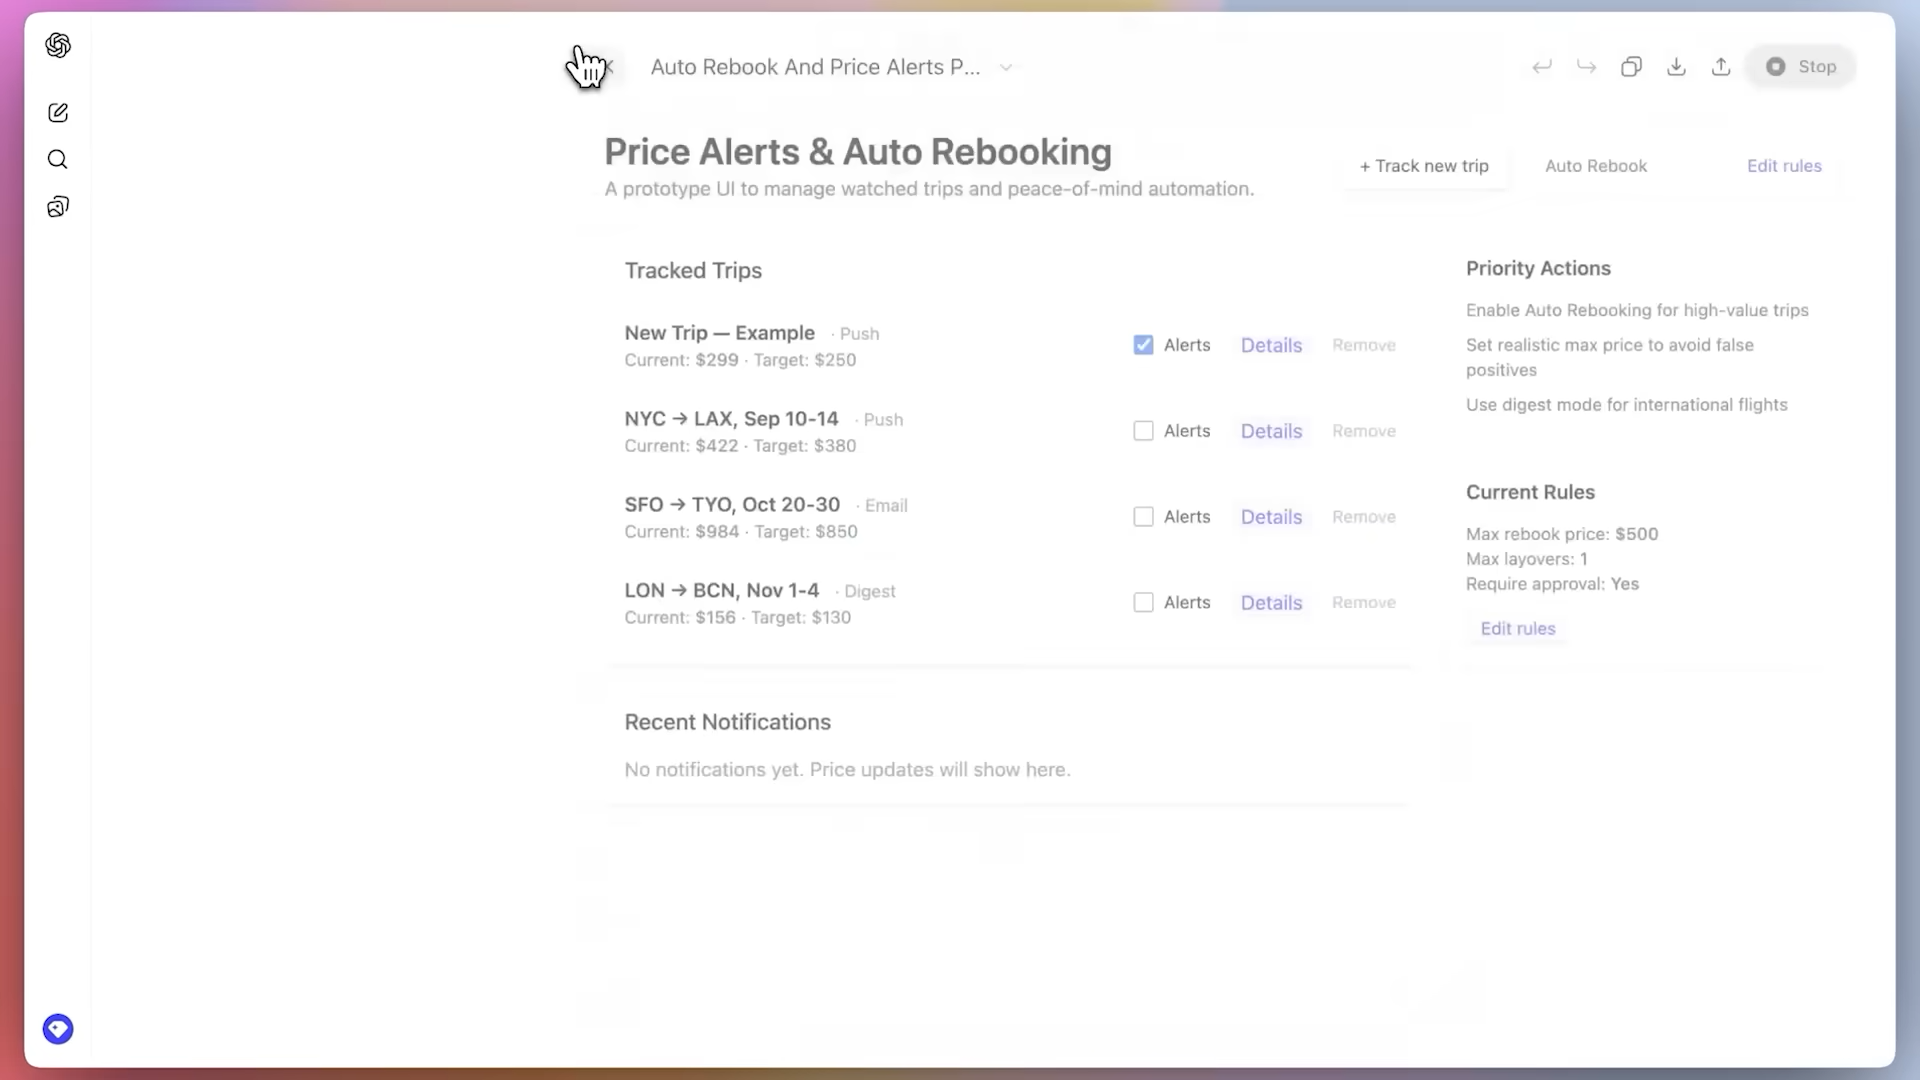 Auto Rebook And Price Alerts P...
Stop
Price Alerts & Auto Rebooking
A prototype UI to manage watched trips and peace-of-mind automation.
+ Track new trip
Auto Rebook
Edit rules
Tracked Trips
New Trip — Example · Push
Current: $299 · Target: $250
Alerts Details Remove
NYC → LAX, Sep 10-14 · Push
Current: $422 · Target: $380
Alerts Details Remove
SFO → TYO, Oct 20-30 · Email
Current: $984 · Target: $850
Alerts Details Remove
LON → BCN, Nov 1-4 · Digest
Current: $156 · Target: $130
Alerts Details Remove
Recent Notifications
No notifications yet. Price updates will show here.
Priority Actions
Enable Auto Rebooking for high-value trips
Set realistic max price to avoid false
positives
Use digest mode for international flights
Current Rules
Max rebook price: $500
Max layovers: 1
Require approval: Yes
Edit rules